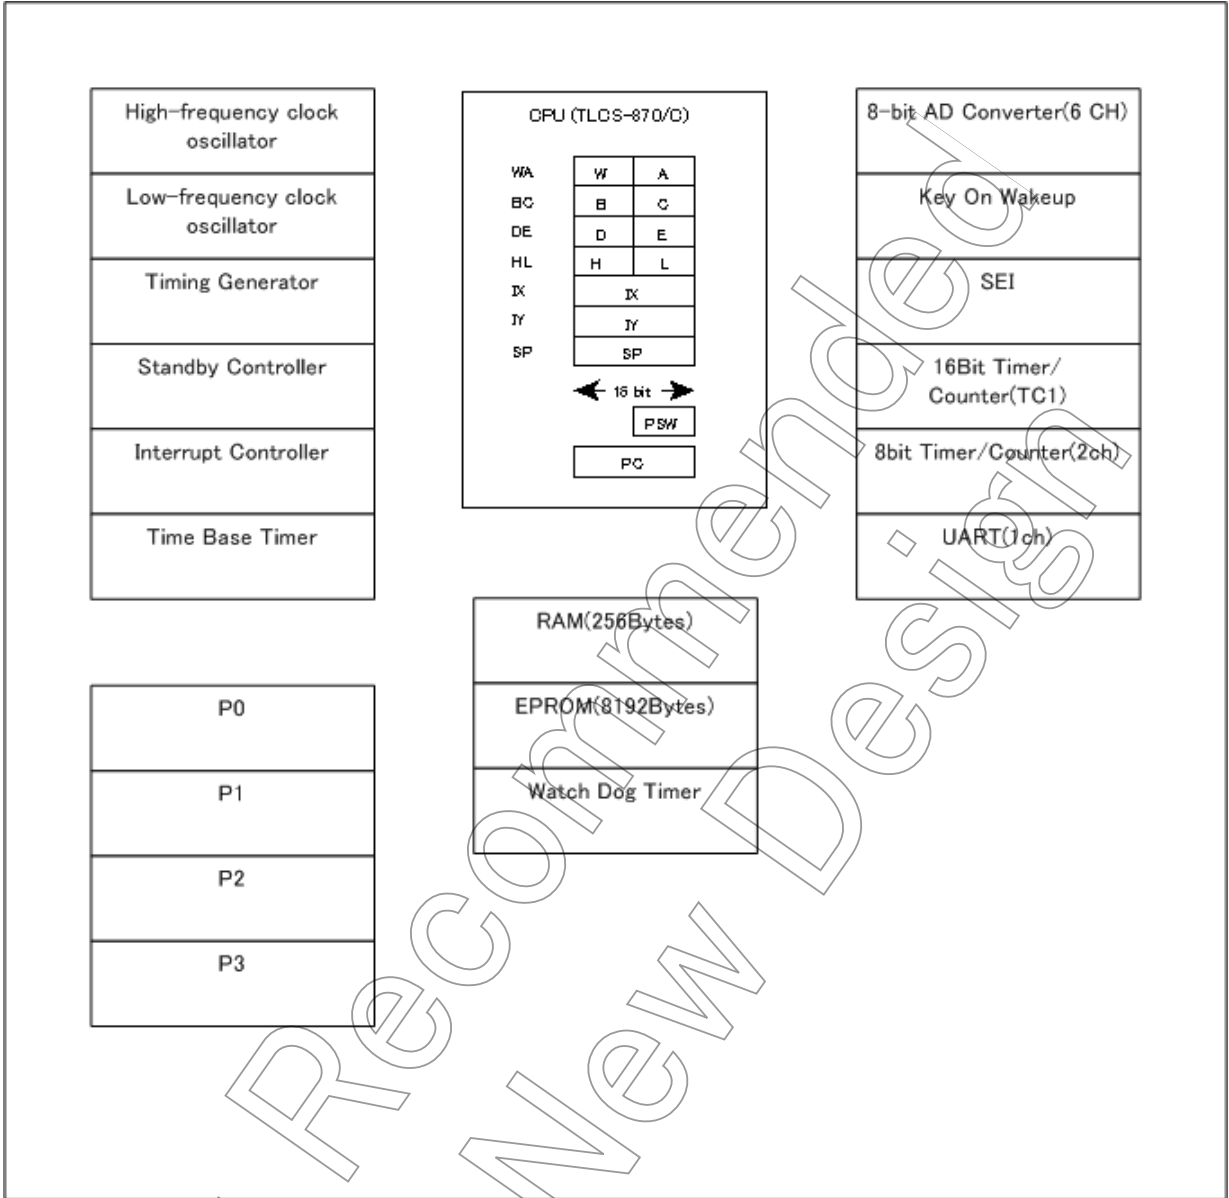 High-frequency clock
oscillator
Low-frequency clock
oscillator
Timing Generator
Standby Controller
Interrupt Controller
Time Base Timer
P0
P1
P2
P3
CPU (TLCS-870/C)
WA W A
BC B C
DE D E
HL H L
IX IX
IY IY
SP SP
16 bit
PSW
PC
RAM(256Bytes)
EPROM(8192Bytes)
Watch Dog Timer
8-bit AD Converter(6 CH)
Key On Wakeup
SEI
16Bit Timer/
Counter(TC1)
8bit Timer/Counter(2ch)
UART(1ch)
Recommended
New Design